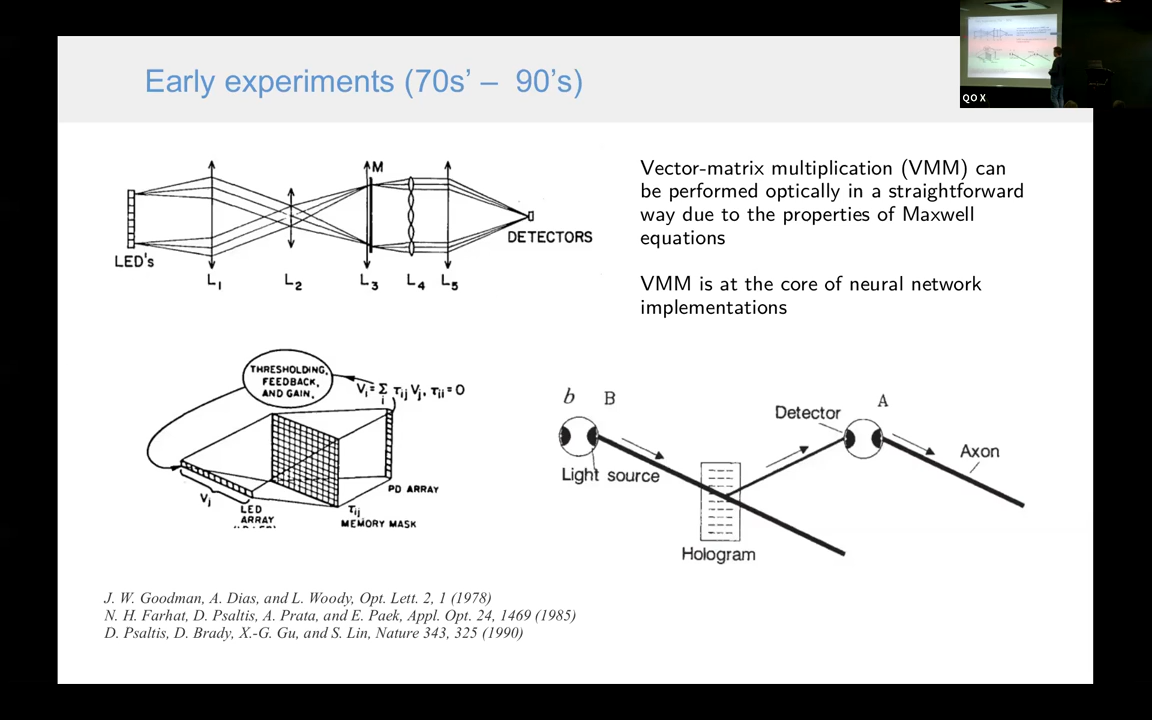 Early experiments (70s’ – 90’s)
QO X
Vector-matrix multiplication (VMM) can
be performed optically in a straightforward
way due to the properties of Maxwell
equations
VMM is at the core of neural network
implementations
M
LED's
DETECTORS
L1 L2 L3 L4 L5
THRESHOLDING,
FEEDBACK,
AND GAIN.
Vi = Σ Tij Vj, Tii = 0
i
PD ARRAY
Vj
LED
ARRAY
Tij
MEMORY MASK
b B
A
Detector
Axon
Light source
Hologram
J. W. Goodman, A. Dias, and L. Woody, Opt. Lett. 2, 1 (1978)
N. H. Farhat, D. Psaltis, A. Prata, and E. Paek, Appl. Opt. 24, 1469 (1985)
D. Psaltis, D. Brady, X.-G. Gu, and S. Lin, Nature 343, 325 (1990)